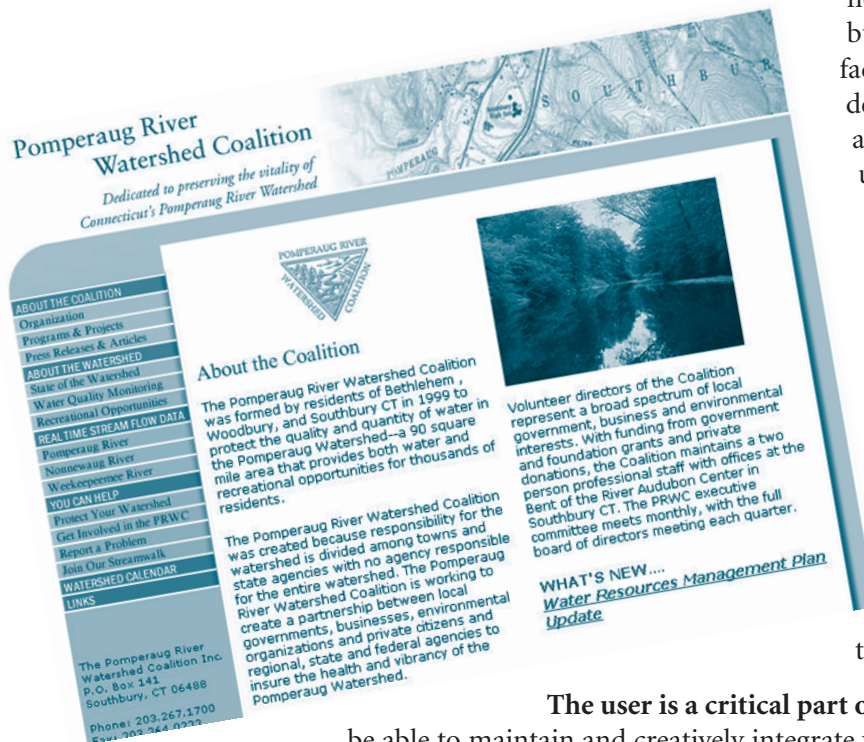 SOUTHBUR
POMPERAUG
Pomperaug River
Watershed Coalition
Dedicated to preserving the vitality of
Connecticut's Pomperaug River Watershed
ABOUT THE COALITION
Organization
Programs & Projects
Press Releases & Articles
ABOUT THE WATERSHED
State of the Watershed
Water Quality Monitoring
Recreational Opportunities
REAL TIME STREAM FLOW DATA
Pomperaug River
Nonnewaug River
Weekeepeemee River
YOU CAN HELP
Protect Your Watershed
Get Involved in the PRWC
Report a Problem
Join Our Streamwalk
WATERSHED CALENDAR
LINKS
The Pomperaug River
Watershed Coalition Inc.
P.O. Box 141
Southbury, CT 06488
Phone: 203.267.1700
Fax: 203.264.0222
POMPERAUG RIVER
WATERSHED
COALITION
About the Coalition
The Pomperaug River Watershed Coalition
was formed by residents of Bethlehem ,
Woodbury, and Southbury CT in 1999 to
protect the quality and quantity of water in
the Pomperaug Watershed--a 90 square
mile area that provides both water and
recreational opportunities for thousands of
residents.
The Pomperaug River Watershed Coalition
was created because responsibility for the
watershed is divided among towns and
state agencies with no agency responsible
for the entire watershed. The Pomperaug
River Watershed Coalition is working to
create a partnership between local
governments, businesses, environmental
organizations and private citizens and
regional, state and federal agencies to
insure the health and vibrancy of the
Pomperaug Watershed.
Volunteer directors of the Coalition
represent a broad spectrum of local
government, business and environmental
interests. With funding from government
and foundation grants and private
donations, the Coalition maintains a two
person professional staff with offices at the
Bent of the River Audubon Center in
Southbury CT. The PRWC executive
committee meets monthly, with the full
board of directors meeting each quarter.
WHAT'S NEW....
Water Resources Management Plan
Update
The user is a critical part
be able to maintain and creatively integrate